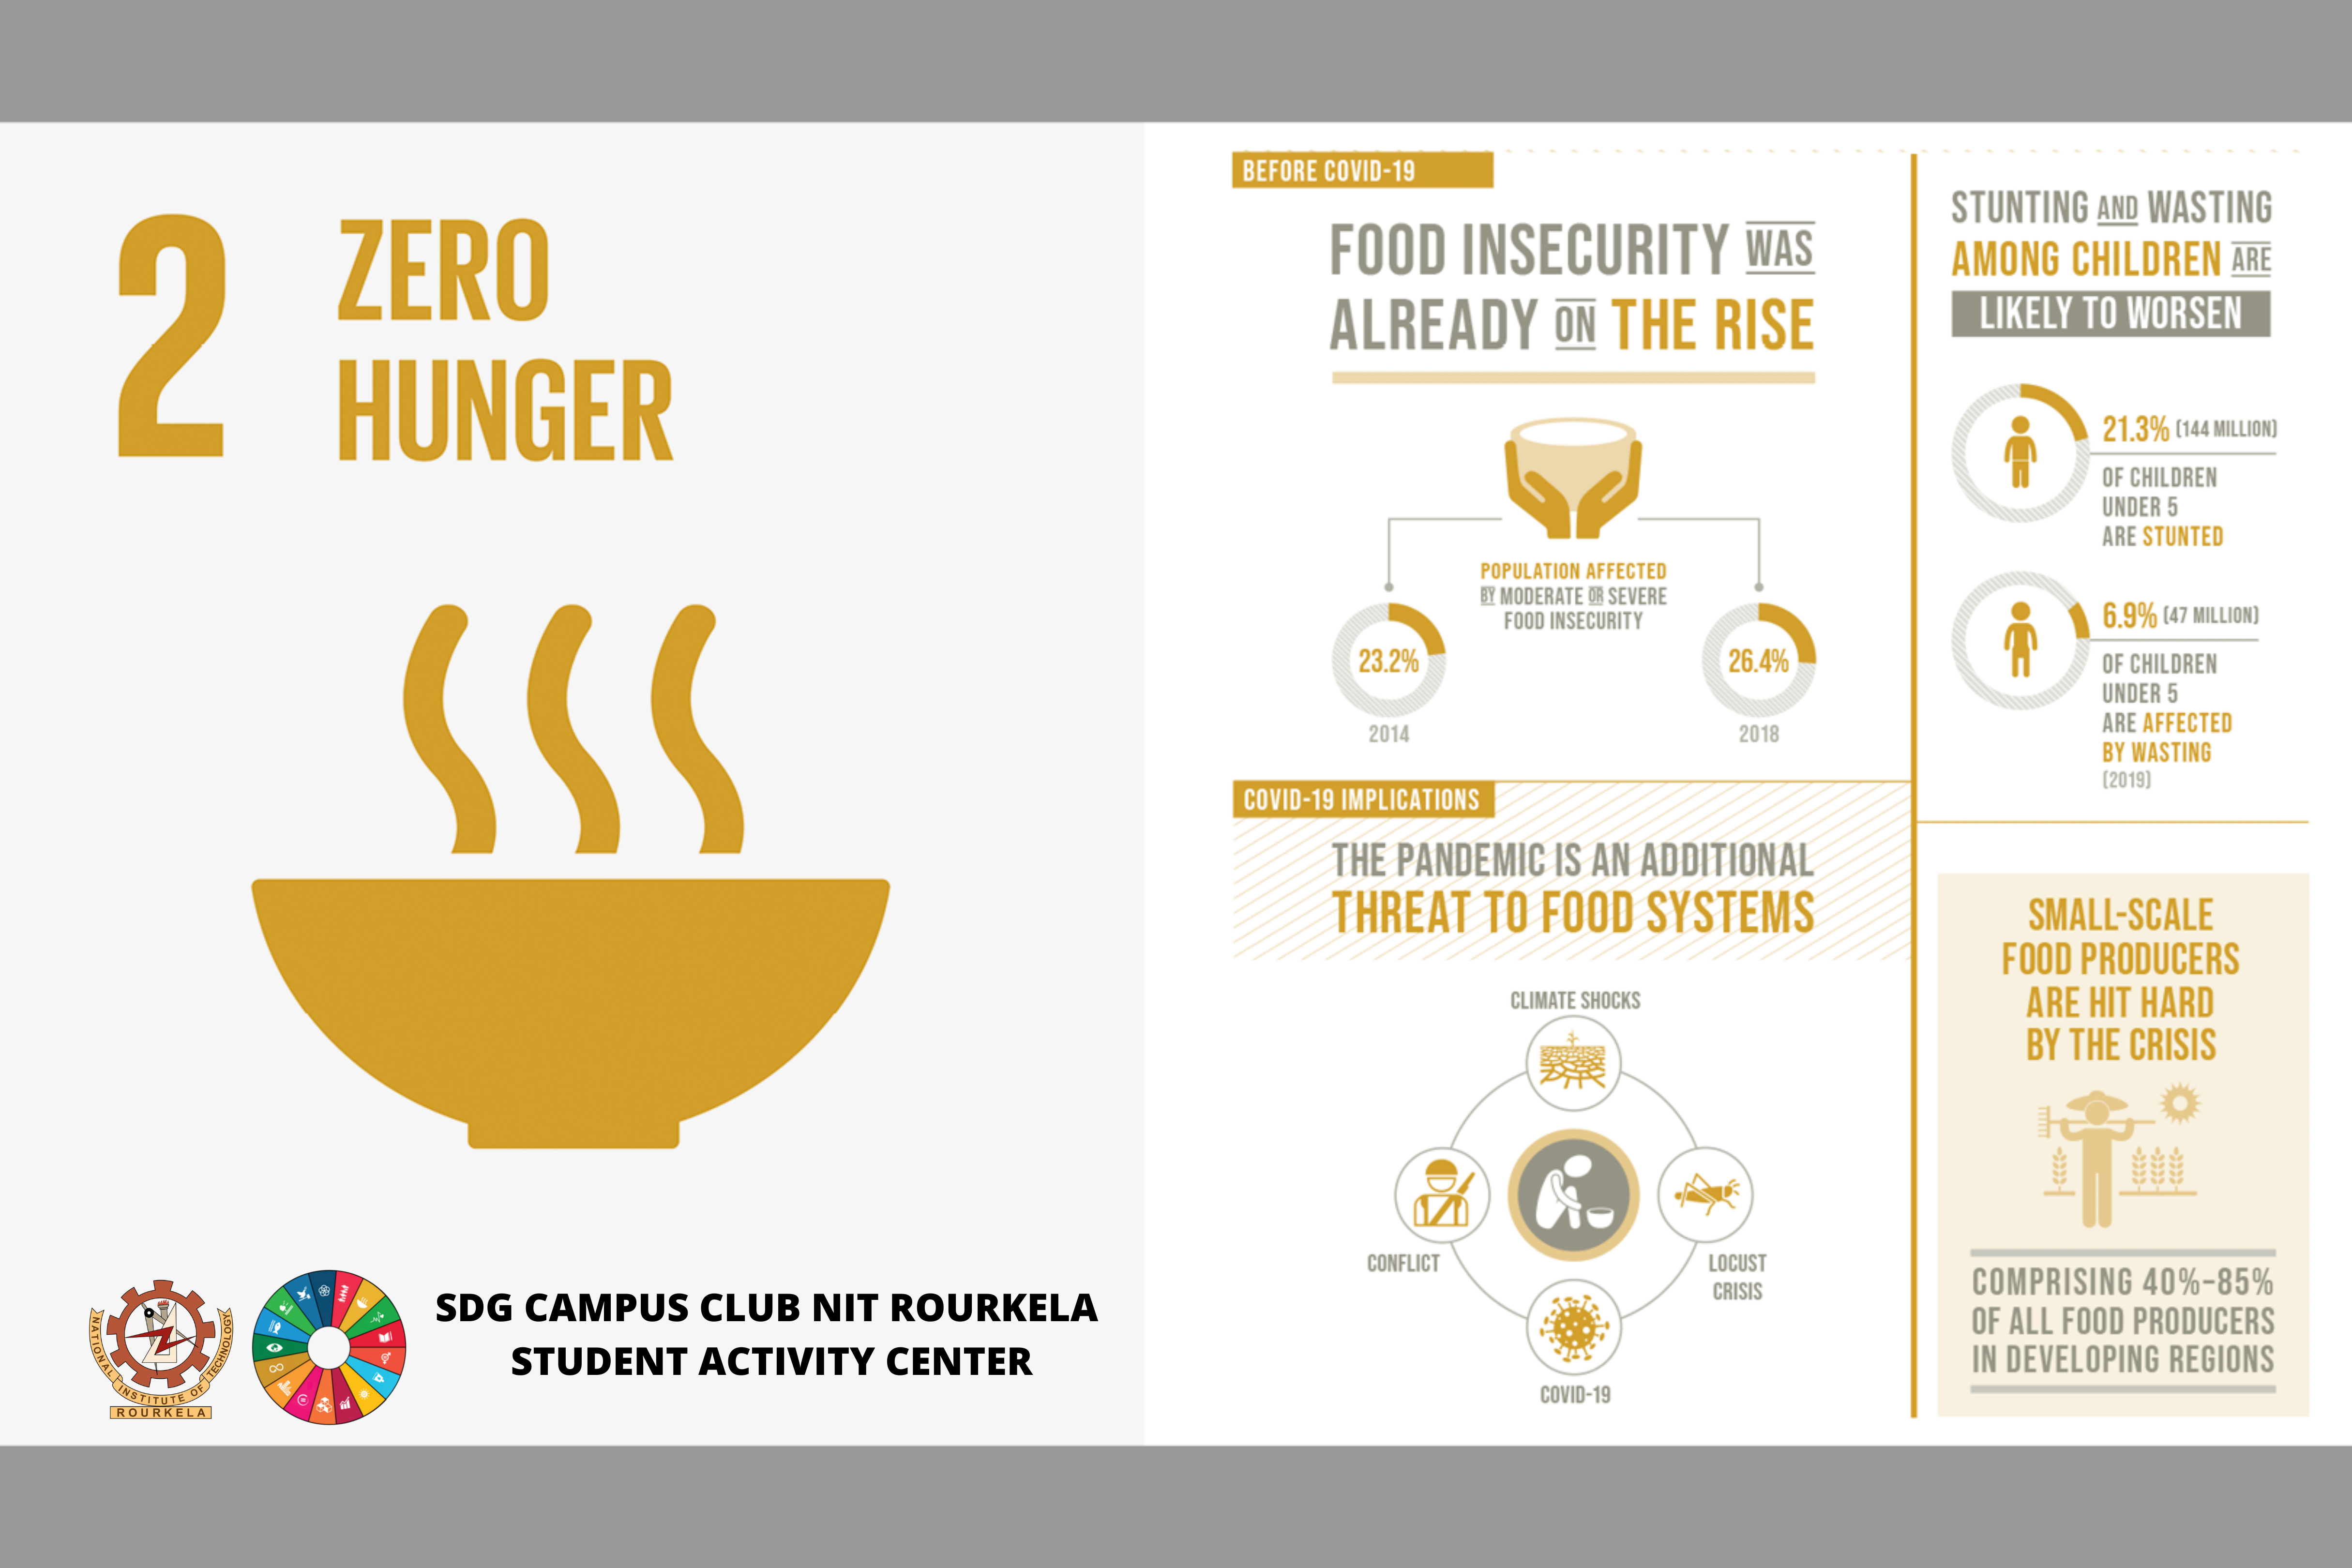 2
ZERO
HUNGER
NATIONAL INSTITUTE OF TECHNOLOGY
ROURKELA
SDG CAMPUS CLUB NIT ROURKELA
STUDENT ACTIVITY CENTER
BEFORE COVID-19
FOOD INSECURITY WAS
ALREADY ON THE RISE
POPULATION AFFECTED
BY MODERATE OR SEVERE
FOOD INSECURITY
23.2%
2014
26.4%
2018
COVID-19 IMPLICATIONS
THE PANDEMIC IS AN ADDITIONAL
THREAT TO FOOD SYSTEMS
CLIMATE SHOCKS
CONFLICT
LOCUST
CRISIS
COVID-19
STUNTING AND WASTING
AMONG CHILDREN ARE
LIKELY TO WORSEN
21.3% (144 MILLION)
OF CHILDREN
UNDER 5
ARE STUNTED
6.9% (47 MILLION)
OF CHILDREN
UNDER 5
ARE AFFECTED
BY WASTING
(2019)
SMALL-SCALE
FOOD PRODUCERS
ARE HIT HARD
BY THE CRISIS
COMPRISING 40%-85%
OF ALL FOOD PRODUCERS
IN DEVELOPING REGIONS